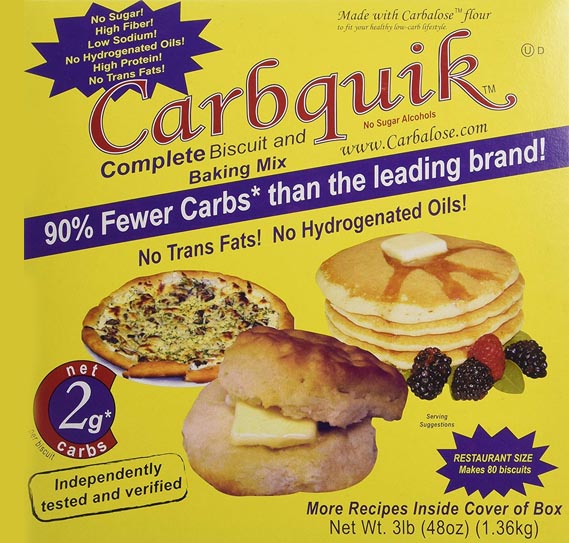 No Sugar!
High Fiber!
Low Sodium!
No Hydrogenated Oils!
High Protein!
No Trans Fats!
Made with Carbalose™ flour
to fit your healthy low-carb lifestyle.
Ⓤ D
Carbquik™
No Sugar Alcohols
Complete Biscuit and
Baking Mix
www.Carbalose.com
90% Fewer Carbs* than the leading brand!
No Trans Fats! No Hydrogenated Oils!
net
2g*
carbs
per biscuit
Independently
tested and verified
Serving
Suggestions
RESTAURANT SIZE
Makes 80 biscuits
More Recipes Inside Cover of Box
Net Wt. 3lb (48oz) (1.36kg)